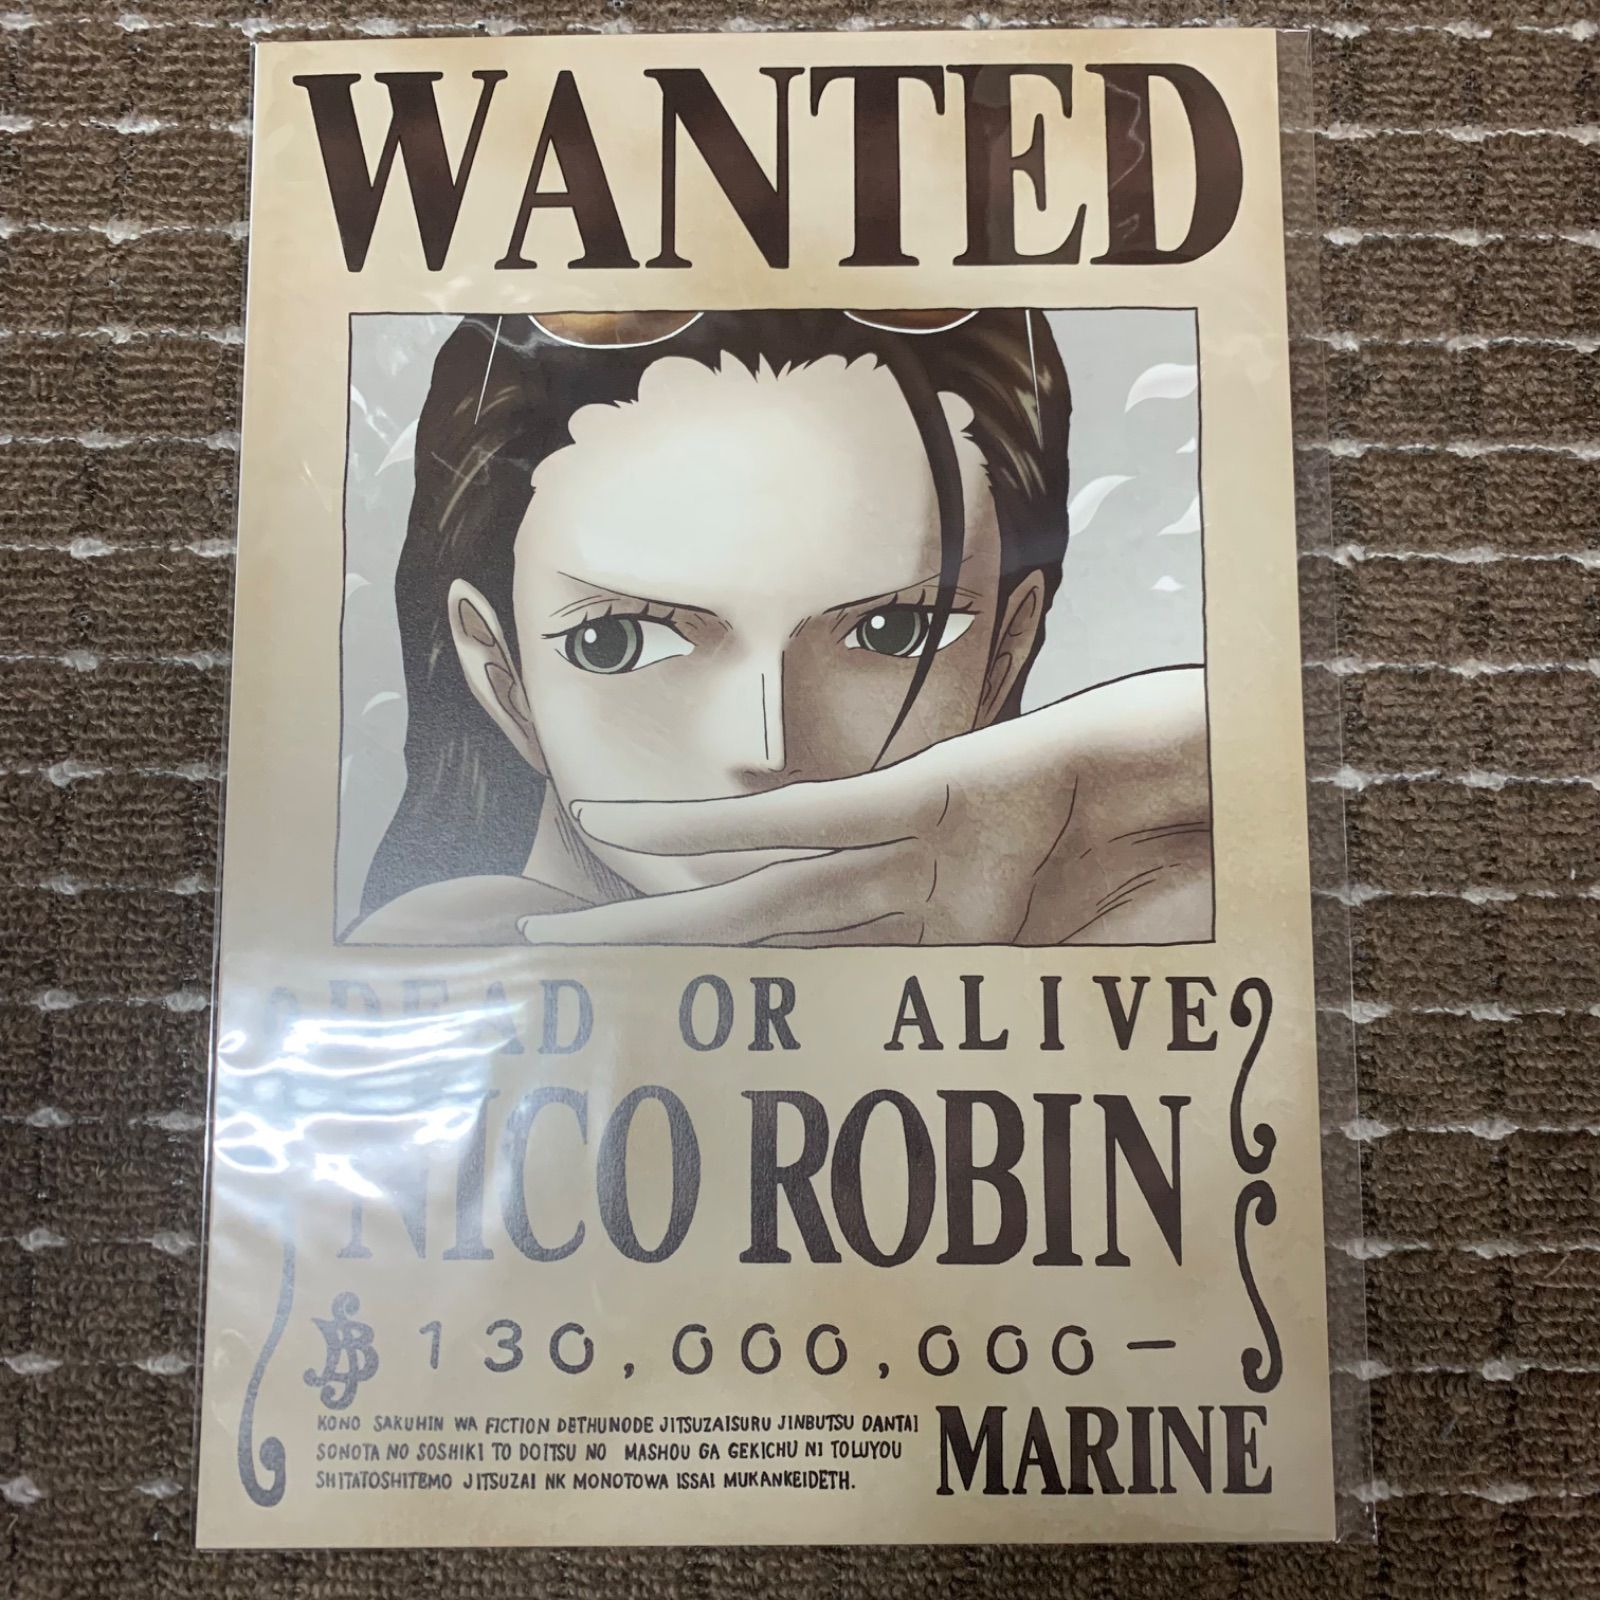 WANTED
DEAD OR ALIVE
NICO ROBIN
130,000,000-
KONO SAKUHIN WA FICTION DETHUNODE JITSUZAISURU JINBUTSU DANTAI
SONOTA NO SOSHIKI TO DOITSU NO MASHOU GA GEKICHU NI TOLUYOU
SHITATOSHITEMO JITSUZAI NK MONOTOWA ISSAI MUKANKEIDETH.
MARINE